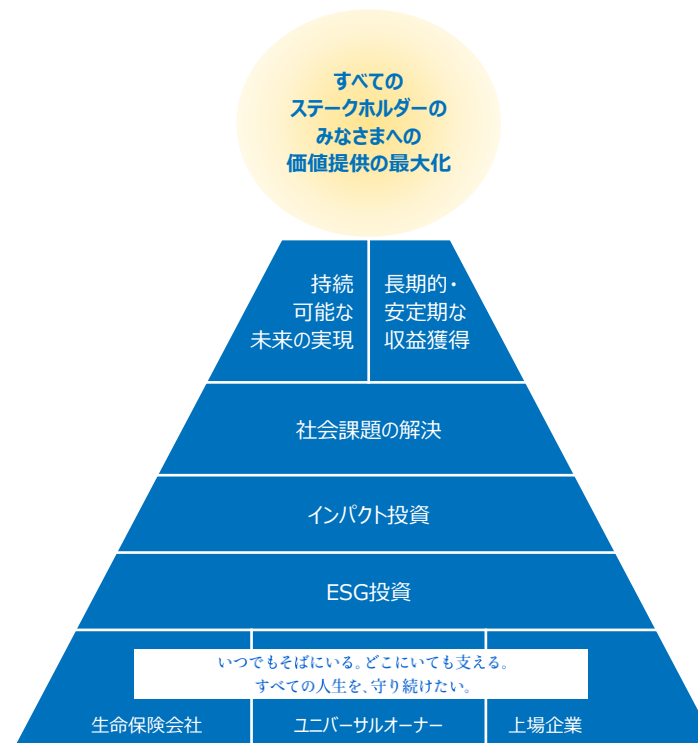 すべての
ステークホルダーの
みなさまへの
価値提供の最大化
持続
可能な
未来の実現
長期的・
安定期な
収益獲得
社会課題の解決
インパクト投資
ESG投資
いつでもそばにいる。どこにいても支える。
すべての人生を、守り続けたい。
生命保険会社
ユニバーサルオーナー
上場企業